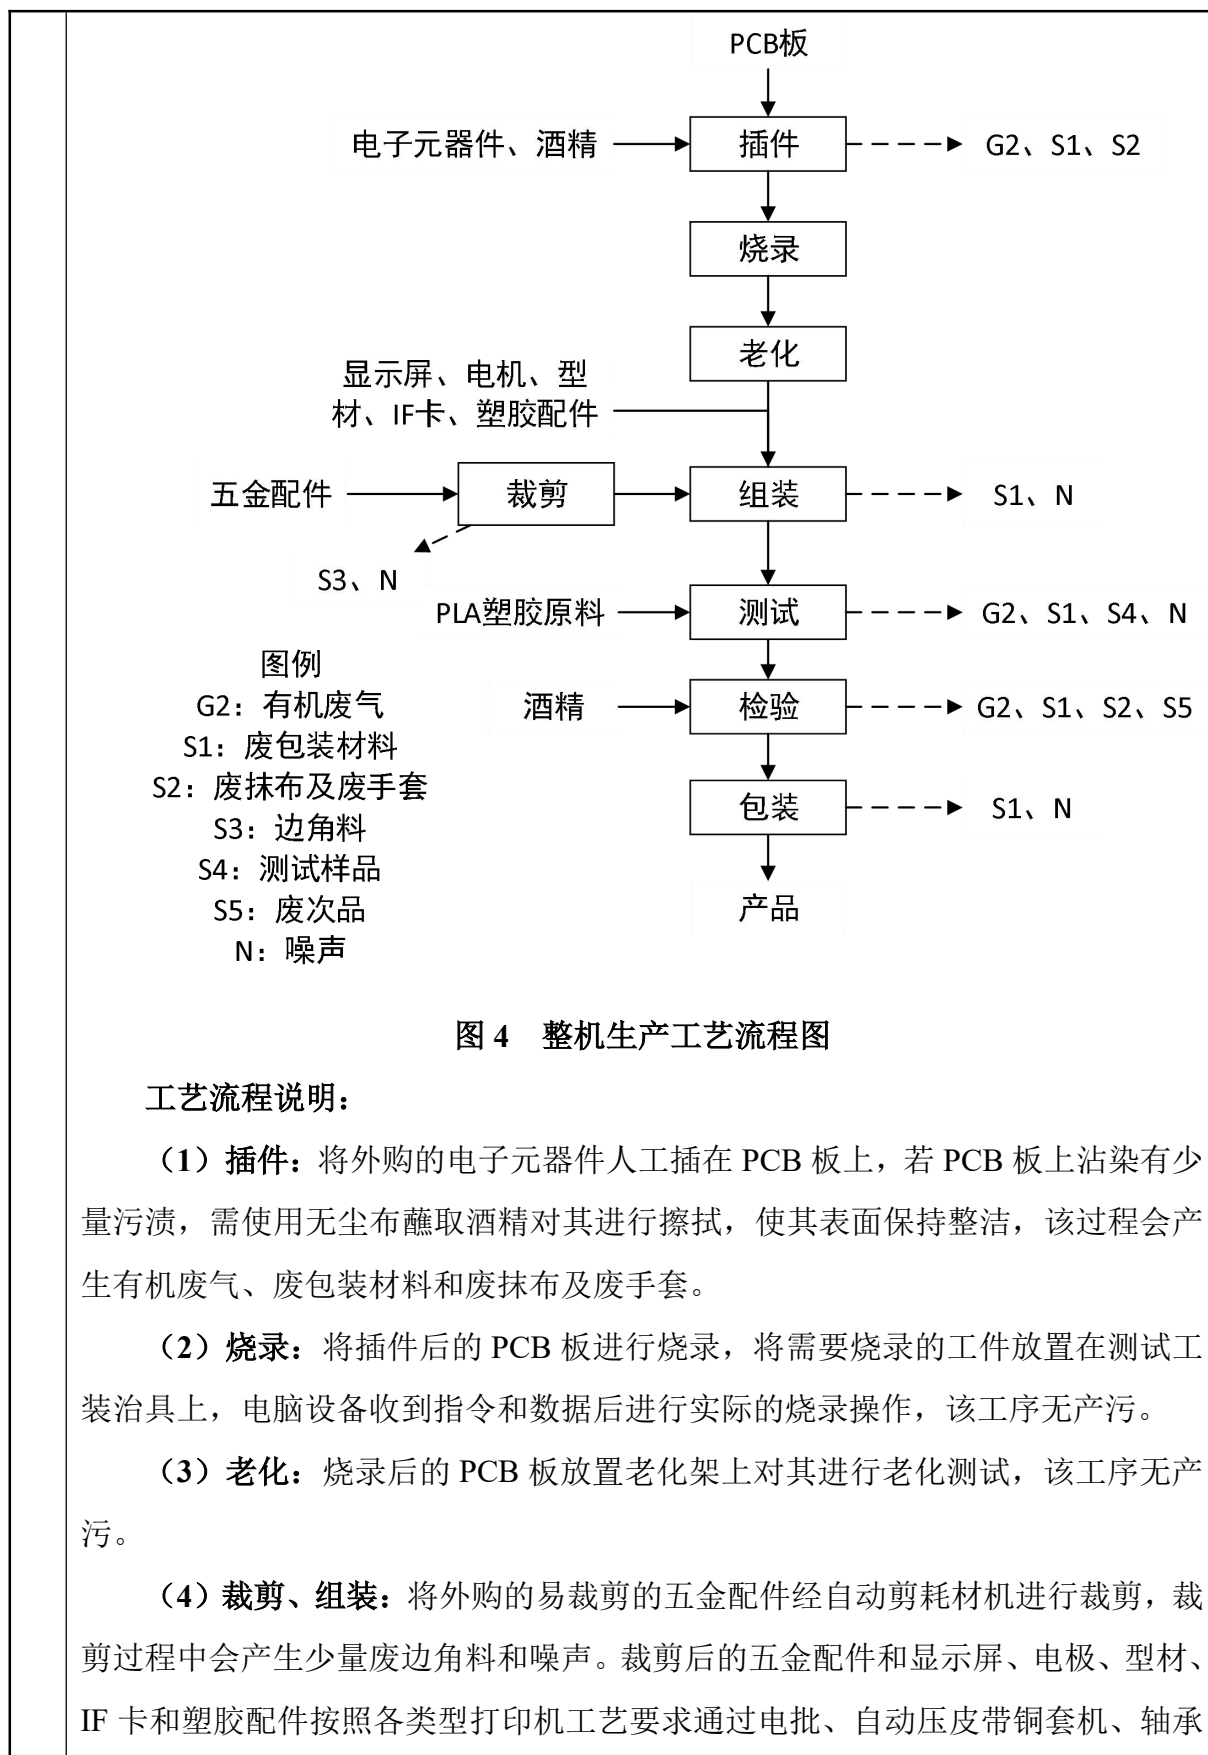 PCB板
电子元器件、酒精
插件
G2、S1、S2
烧录
老化
显示屏、电机、型
材、IF卡、塑胶配件
五金配件
裁剪
组装
S1、N
S3、N
PLA塑胶原料
测试
G2、S1、S4、N
图例
G2：有机废气
S1：废包装材料
S2：废抹布及废手套
S3：边角料
S4：测试样品
S5：废次品
N：噪声
酒精
检验
G2、S1、S2、S5
包装
S1、N
产品
图 4　整机生产工艺流程图
工艺流程说明：
（1）插件：将外购的电子元器件人工插在 PCB 板上，若 PCB 板上沾染有少
量污渍，需使用无尘布蘸取酒精对其进行擦拭，使其表面保持整洁，该过程会产
生有机废气、废包装材料和废抹布及废手套。
（2）烧录：将插件后的 PCB 板进行烧录，将需要烧录的工件放置在测试工
装治具上，电脑设备收到指令和数据后进行实际的烧录操作，该工序无产污。
（3）老化：烧录后的 PCB 板放置老化架上对其进行老化测试，该工序无产
污。
（4）裁剪、组装：将外购的易裁剪的五金配件经自动剪耗材机进行裁剪，裁
剪过程中会产生少量废边角料和噪声。裁剪后的五金配件和显示屏、电极、型材、
IF 卡和塑胶配件按照各类型打印机工艺要求通过电批、自动压皮带铜套机、轴承